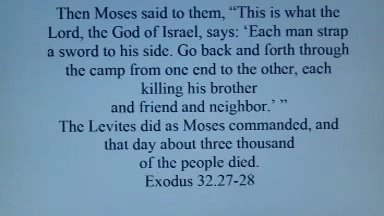 Then Moses said to them, “This is what the
Lord, the God of Israel, says: ‘Each man strap
a sword to his side. Go back and forth through
the camp from one end to the other, each
killing his brother
and friend and neighbor.’ ”
The Levites did as Moses commanded, and
that day about three thousand
of the people died.
Exodus 32.27-28